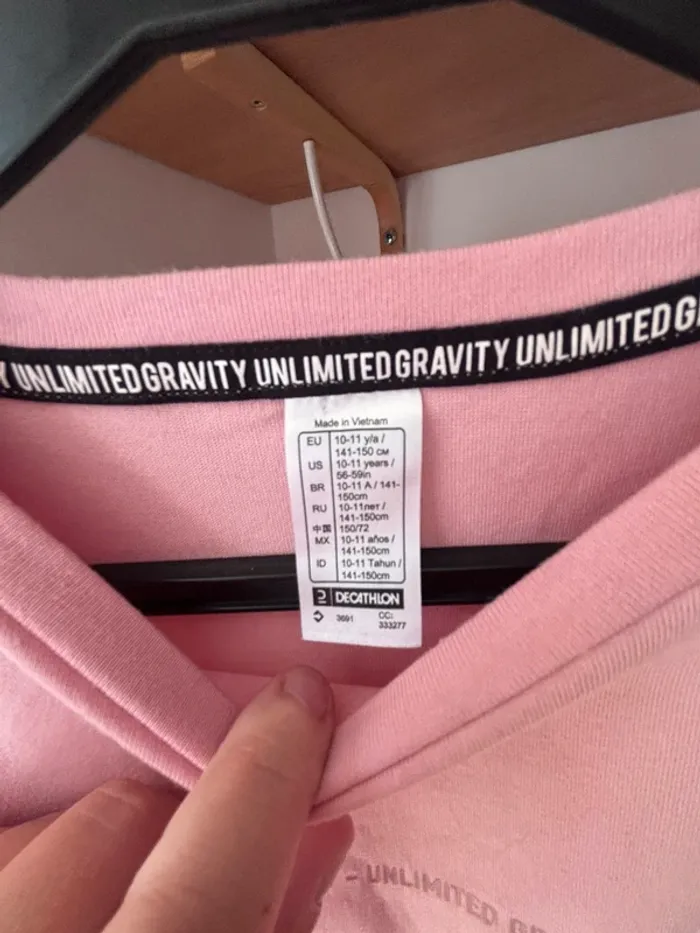 Y UNLIMITED GRAVITY UNLIMITED GRAVITY UNLIMITED G
Made in Vietnam
EU 10-11 y/a /
141-150 см
US 10-11 years /
56-59in
BR 10-11 A / 141-
150cm
RU 10-11лет /
141-150cm
中国 150/72
MX 10-11 años /
141-150cm
ID 10-11 Tahun /
141-150cm
DECATHLON
3691 CC:
333277
- UNLIMITED GR